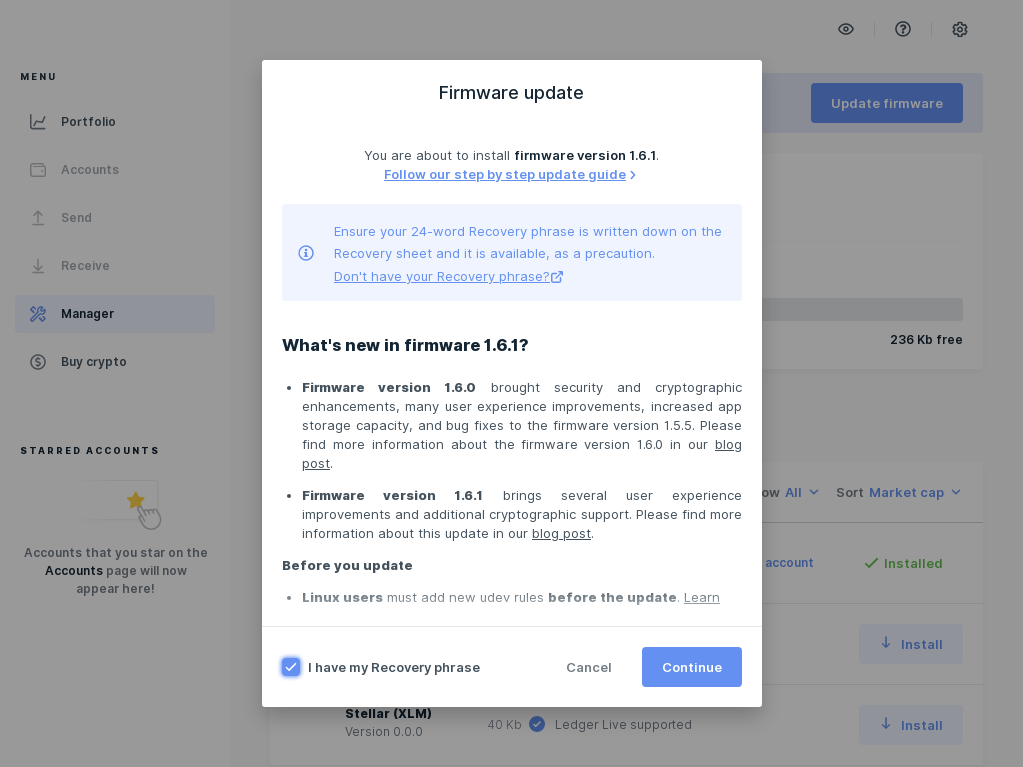 MENU
Portfolio
Accounts
Send
Receive
Manager
Buy crypto
STARRED ACCOUNTS
Accounts that you star on the
Accounts page will now
appear here!
Update firmware
236 Kb free
All
Sort Market cap
account
Installed
Install
Stellar (XLM)
Version 0.0.0
40 Kb
Ledger Live supported
Install
Firmware update
You are about to install firmware version 1.6.1.
Follow our step by step update guide
Ensure your 24-word Recovery phrase is written down on the
Recovery sheet and it is available, as a precaution.
Don't have your Recovery phrase?
What's new in firmware 1.6.1?
• Firmware version 1.6.0 brought security and cryptographic
enhancements, many user experience improvements, increased app
storage capacity, and bug fixes to the firmware version 1.5.5. Please
find more information about the firmware version 1.6.0 in our blog
post.
• Firmware version 1.6.1 brings several user experience
improvements and additional cryptographic support. Please find more
information about this update in our blog post.
Before you update
• Linux users must add new udev rules before the update. Learn
I have my Recovery phrase
Cancel
Continue